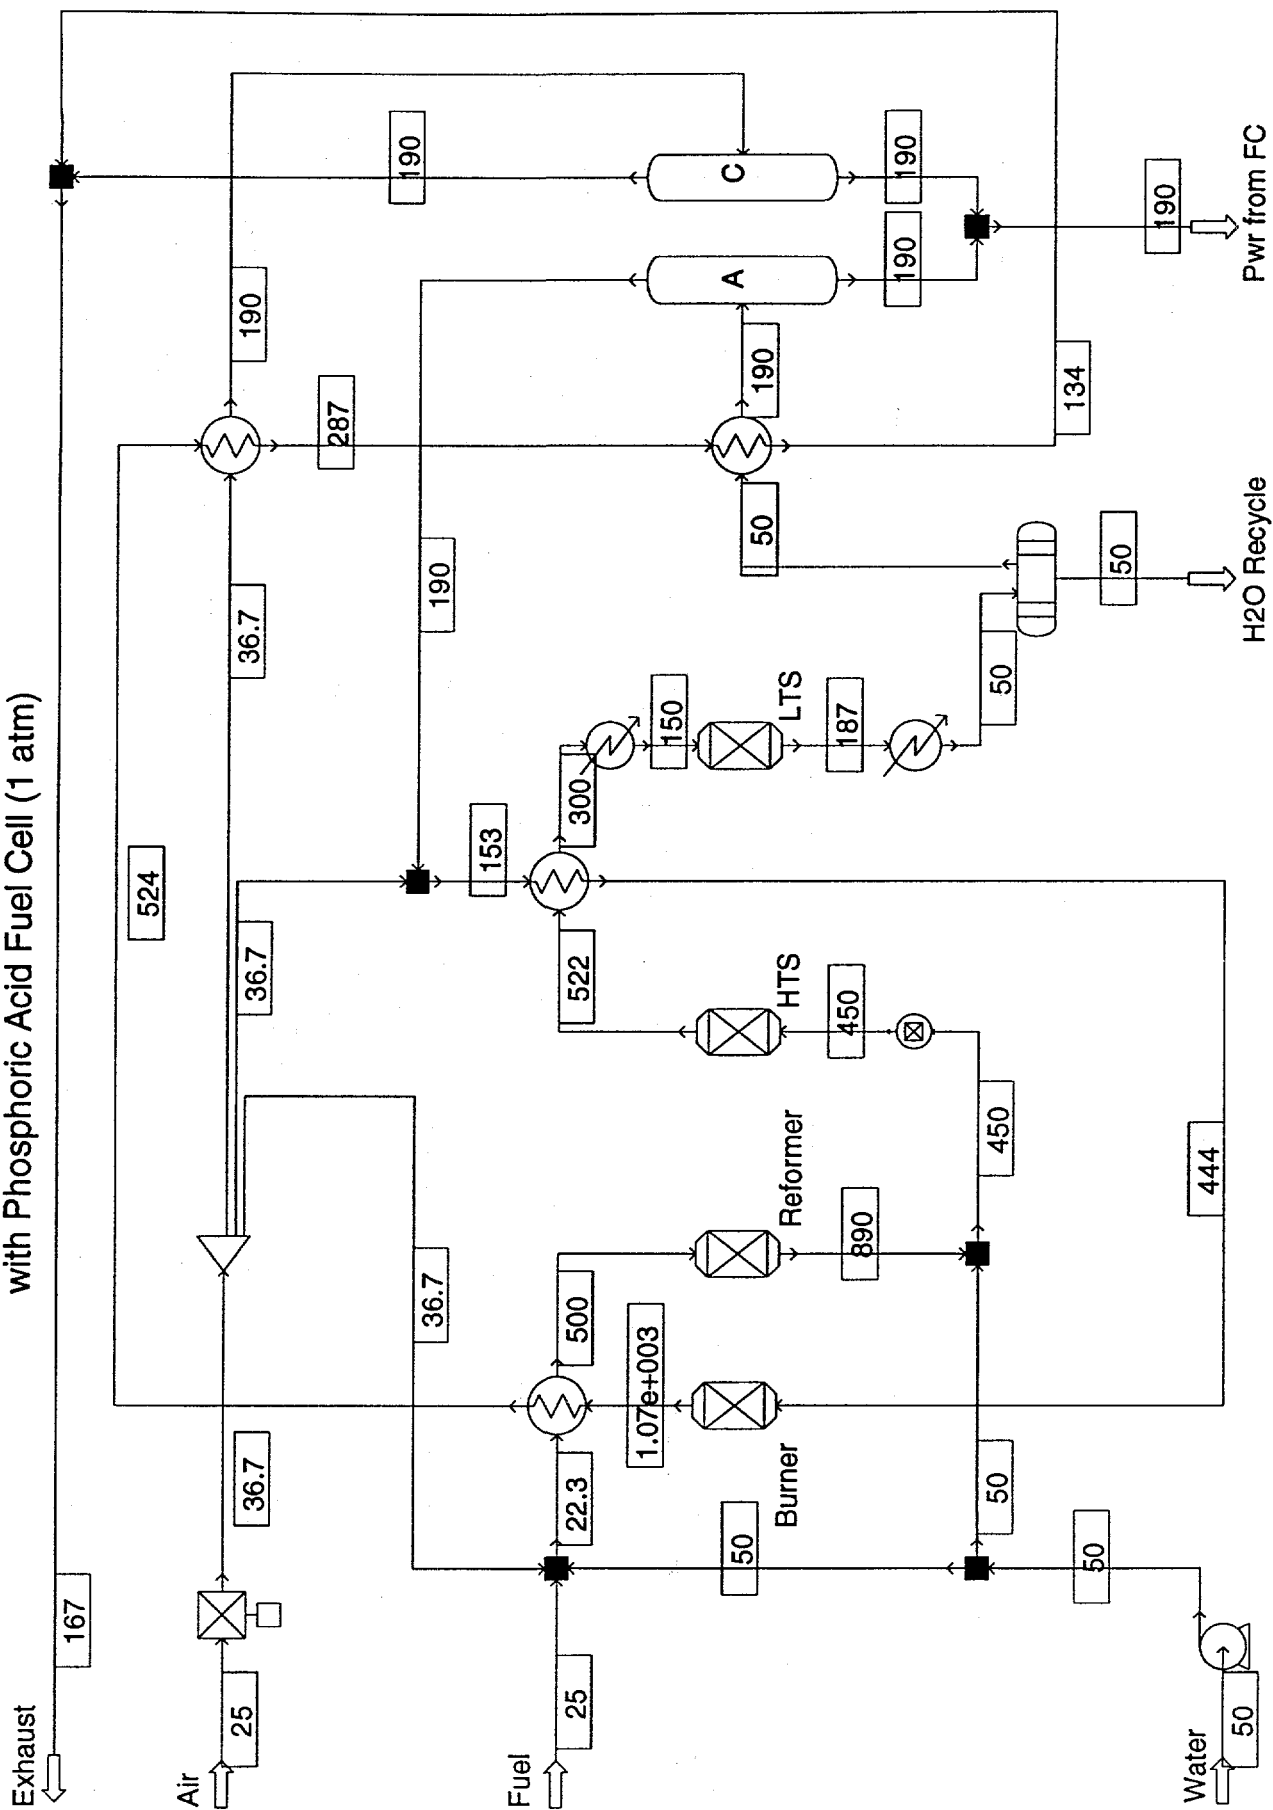 with Phosphoric Acid Fuel Cell (1 atm)
Exhaust
167
Air
25
36.7
524
36.7
36.7
190
287
190
190
36.7
153
190
Fuel
25
22.3
500
1.07e+003
Burner
50
Reformer
890
522
HTS
450
300
150
LTS
187
50
190
A
C
190
190
Water
50
50
50
450
444
50
50
H2O Recycle
134
190
Pwr from FC